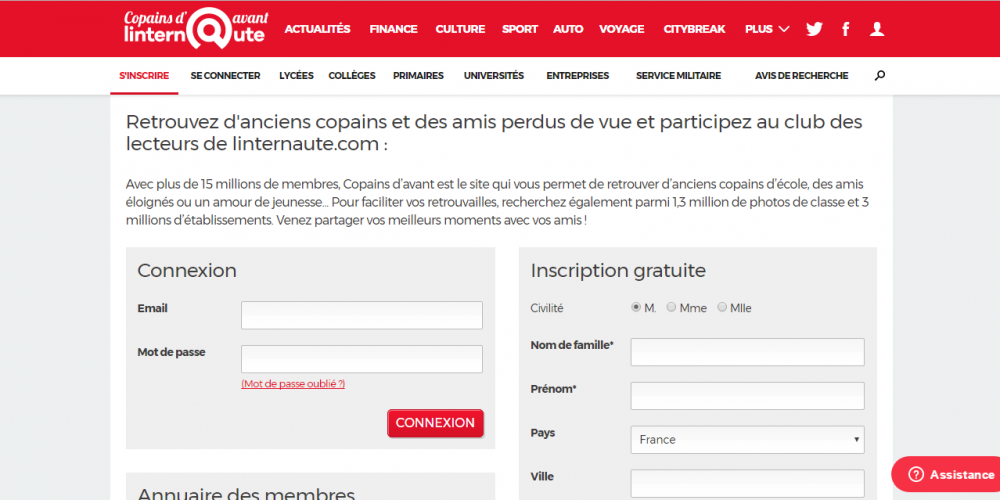 Copains d' avant
lintern@ute
ACTUALITÉS FINANCE CULTURE SPORT AUTO VOYAGE CITYBREAK PLUS
S'INSCRIRE SE CONNECTER LYCÉES COLLÈGES PRIMAIRES UNIVERSITÉS ENTREPRISES SERVICE MILITAIRE AVIS DE RECHERCHE
Retrouvez d'anciens copains et des amis perdus de vue et participez au club des
lecteurs de linternaute.com :
Avec plus de 15 millions de membres, Copains d'avant est le site qui vous permet de retrouver d'anciens copains d'école, des amis
éloignés ou un amour de jeunesse... Pour faciliter vos retrouvailles, recherchez également parmi 1,3 million de photos de classe et 3
millions d'établissements. Venez partager vos meilleurs moments avec vos amis !
Connexion
Email
Mot de passe
(Mot de passe oublié ?)
CONNEXION
Annuaire des membres
Inscription gratuite
Civilité M. Mme Mlle
Nom de famille*
Prénom*
Pays France
Ville
Assistance